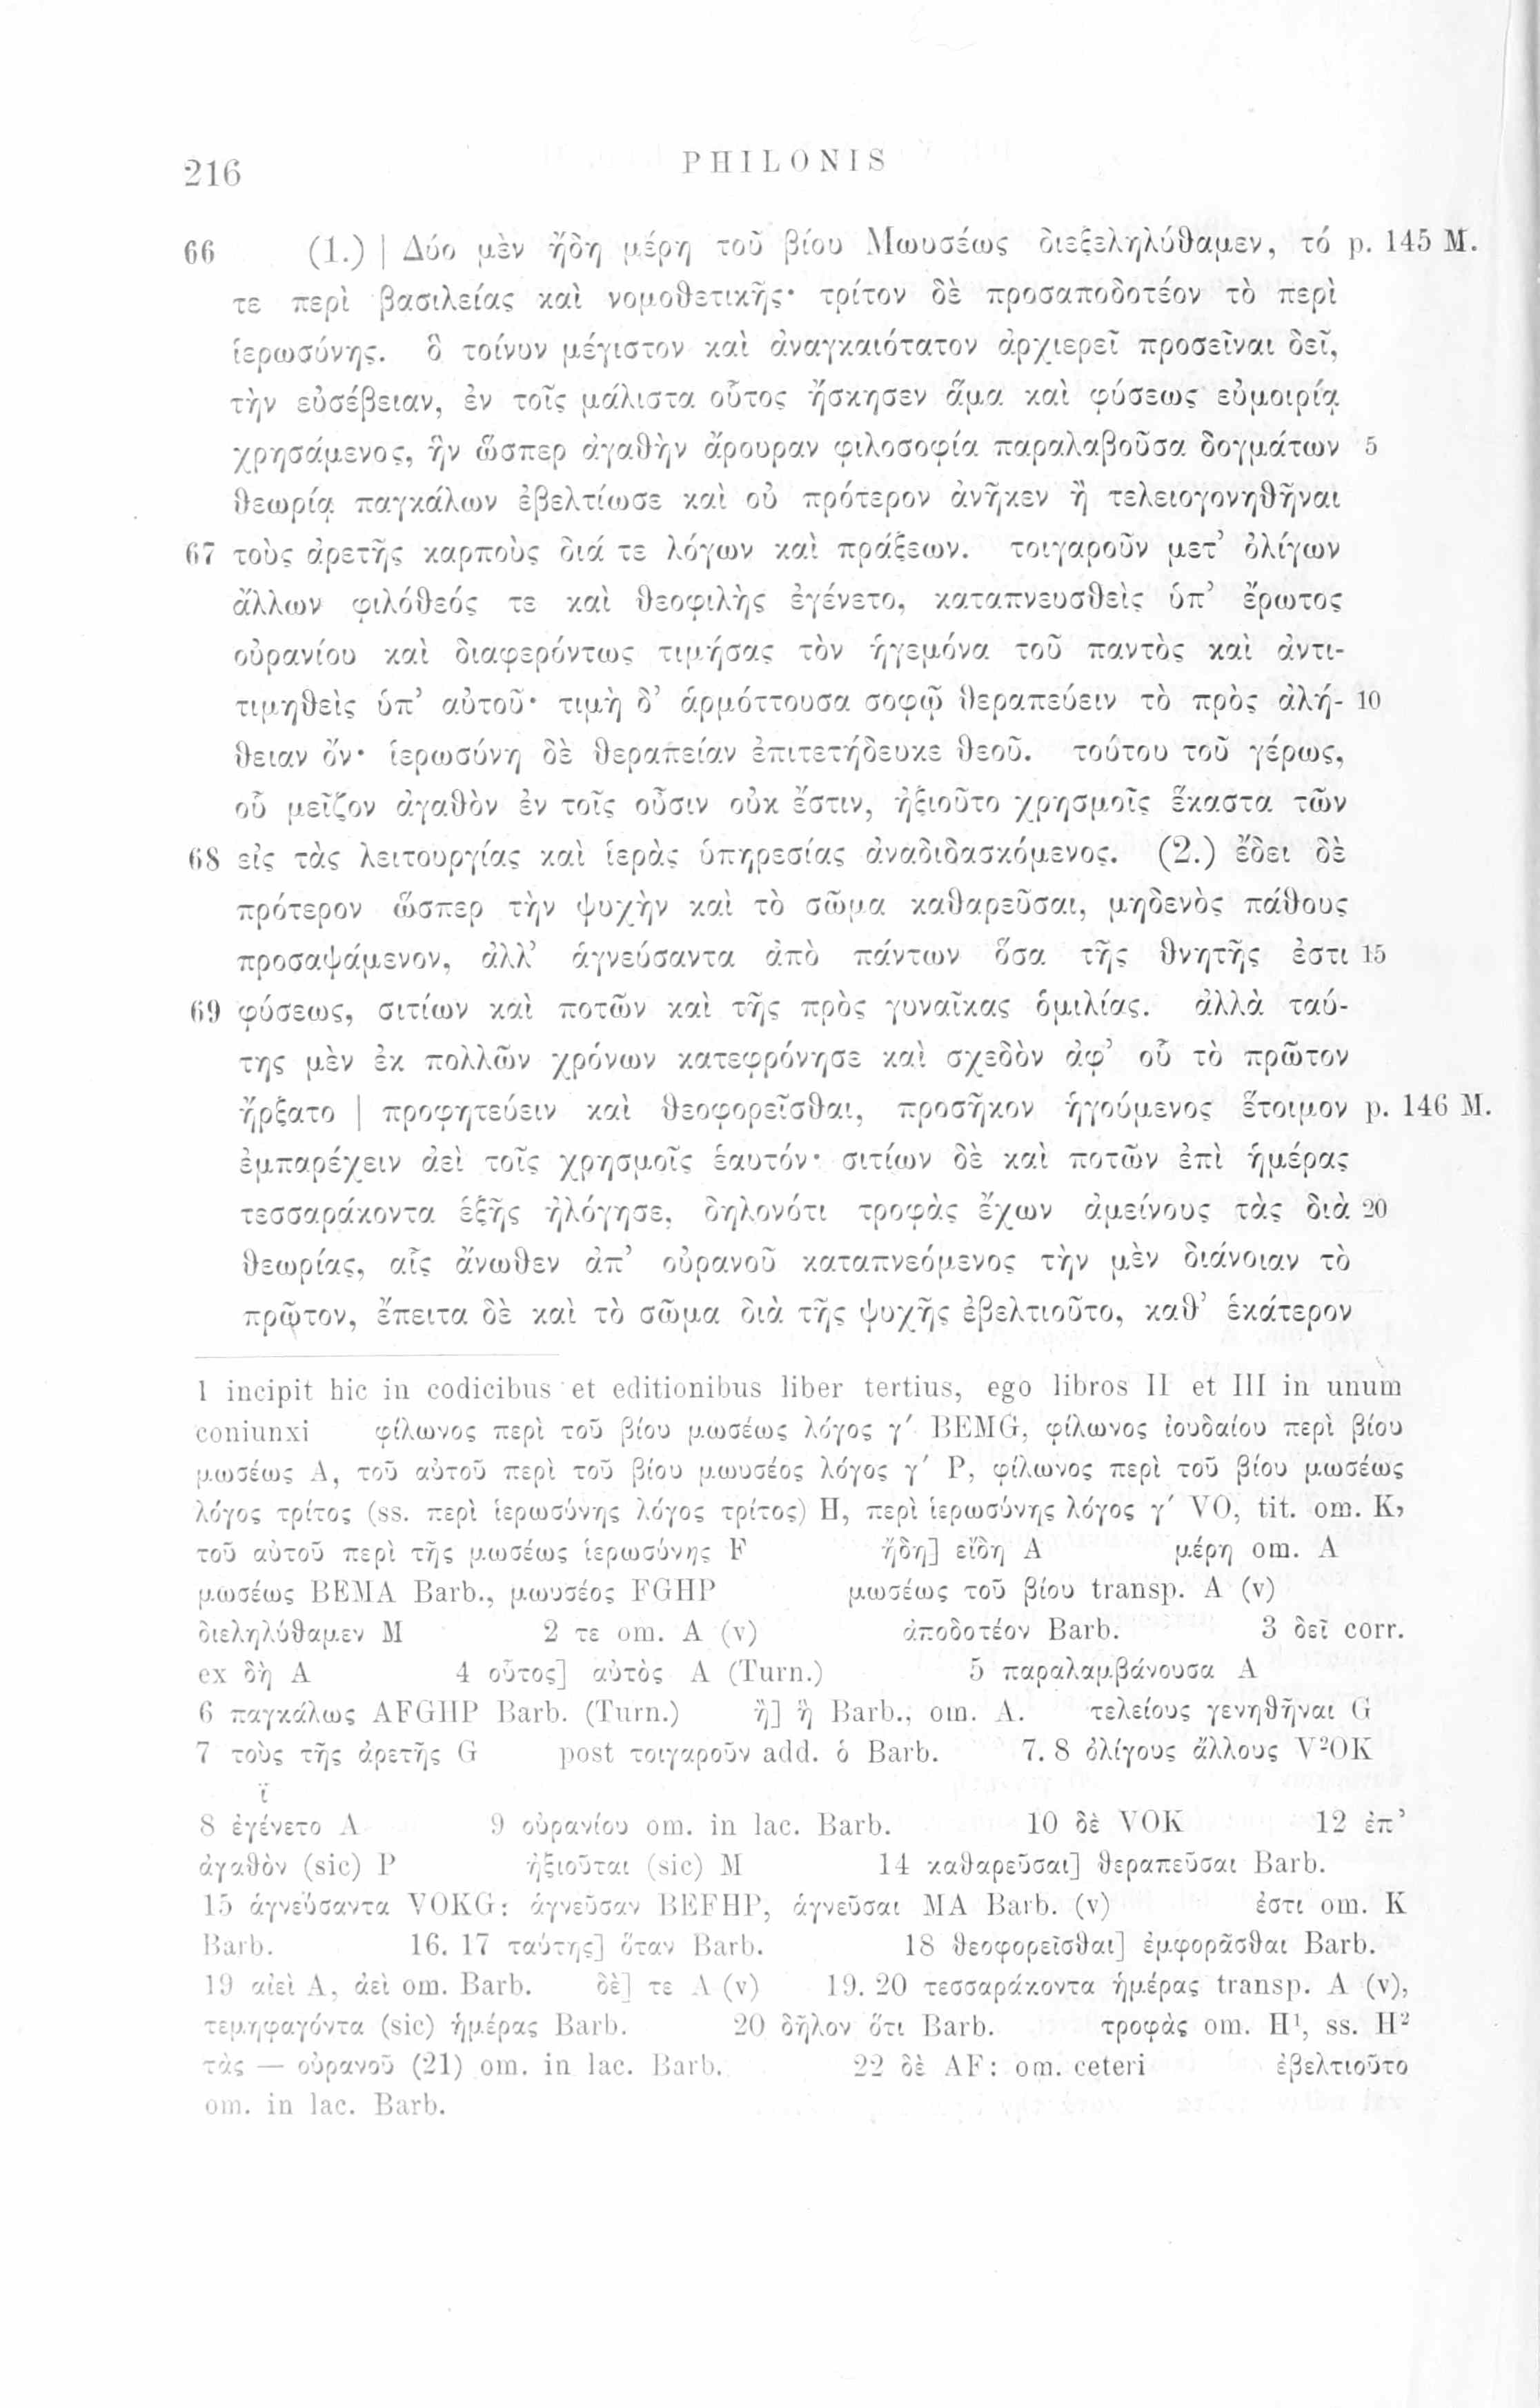 216
PHILONIS
66 (1.) | Δύο μὲν ἤδη μέρη τοῦ βίου Μωυσέως διεξεληλύθαμεν, τό p. 145 M.
τε περὶ βασιλείας καὶ νομοθετικῆς· τρίτον δὲ προσαποδοτέον τὸ περὶ
ἱερωσύνης. ὃ τοίνυν μέγιστον καὶ ἀναγκαιότατον ἀρχιερεῖ προσεῖναι δεῖ,
τὴν εὐσέβειαν, ἐν τοῖς μάλιστα οὗτος ἤσκησεν ἅμα καὶ φύσεως εὐμοιρίᾳ
χρησάμενος, ἣν ὥσπερ ἀγαθὴν ἄρουραν φιλοσοφία παραλαβοῦσα δογμάτων 5
θεωρίᾳ παγκάλων ἐβελτίωσε καὶ οὐ πρότερον ἀνῆκεν ἢ τελειογονηθῆναι
67 τοὺς ἀρετῆς καρποὺς διά τε λόγων καὶ πράξεων. τοιγαροῦν μετ’ ὀλίγων
ἄλλων φιλόθεός τε καὶ θεοφιλὴς ἐγένετο, καταπνευσθεὶς ὑπ’ ἔρωτος
οὐρανίου καὶ διαφερόντως τιμήσας τὸν ἡγεμόνα τοῦ παντὸς καὶ ἀντι-
τιμηθεὶς ὑπ’ αὐτοῦ· τιμὴ δ’ ἁρμόττουσα σοφῷ θεραπεύειν τὸ πρὸς ἀλή- 10
θειαν ὄν· ἱερωσύνη δὲ θεραπείαν ἐπιτετήδευκε θεοῦ. τούτου τοῦ γέρως,
οὗ μεῖζον ἀγαθὸν ἐν τοῖς οὖσιν οὐκ ἔστιν, ἠξιοῦτο χρησμοῖς ἕκαστα τῶν
68 εἰς τὰς λειτουργίας καὶ ἱερὰς ὑπηρεσίας ἀναδιδασκόμενος. (2.) ἔδει δὲ
πρότερον ὥσπερ τὴν ψυχὴν καὶ τὸ σῶμα καθαρεῦσαι, μηδενὸς πάθους
προσαψάμενον, ἀλλ’ ἁγνεύσαντα ἀπὸ πάντων ὅσα τῆς θνητῆς ἐστι 15
69 φύσεως, σιτίων καὶ ποτῶν καὶ τῆς πρὸς γυναῖκας ὁμιλίας. ἀλλὰ ταύ-
της μὲν ἐκ πολλῶν χρόνων κατεφρόνησε καὶ σχεδὸν ἀφ’ οὗ τὸ πρῶτον
ἤρξατο | προφητεύειν καὶ θεοφορεῖσθαι, προσῆκον ἡγούμενος ἕτοιμον p. 146 M.
ἐμπαρέχειν ἀεὶ τοῖς χρησμοῖς ἑαυτόν· σιτίων δὲ καὶ ποτῶν ἐπὶ ἡμέρας
τεσσαράκοντα ἑξῆς ἠλόγησε, δηλονότι τροφὰς ἔχων ἀμείνους τὰς διὰ 20
θεωρίας, αἷς ἄνωθεν ἀπ’ οὐρανοῦ καταπνεόμενος τὴν μὲν διάνοιαν τὸ
πρῶτον, ἔπειτα δὲ καὶ τὸ σῶμα διὰ τῆς ψυχῆς ἐβελτιοῦτο, καθ’ ἑκάτερον
1 incipit hic in codicibus et editionibus liber tertius, ego libros II et III in unum
coniunxi φίλωνος περὶ τοῦ βίου μωσέως λόγος γ′ BEMG, φίλωνος ἰουδαίου περὶ βίου
μωσέως A, τοῦ αὐτοῦ περὶ τοῦ βίου μωυσέος λόγος γ′ P, φίλωνος περὶ τοῦ βίου μωσέως
λόγος τρίτος (ss. περὶ ἱερωσύνης λόγος τρίτος) H, περὶ ἱερωσύνης λόγος γ′ VO, tit. om. K,
τοῦ αὐτοῦ περὶ τῆς μωσέως ἱερωσύνης F ἤδη] εἴδη A μέρη om. A
μωσέως BEMA Barb., μωυσέος FGHP μωσέως τοῦ βίου transp. A (v)
διεληλύθαμεν M 2 τε om. A (v) ἀποδοτέον Barb. 3 δεῖ corr.
ex δὴ A 4 οὗτος] αὐτὸς A (Turn.) 5 παραλαμβάνουσα A
6 παγκάλως AFGHP Barb. (Turn.) ἢ] ἣ Barb., om. A. τελείους γενηθῆναι G
7 τοὺς τῆς ἀρετῆς G post τοιγαροῦν add. ὁ Barb. 7. 8 ὀλίγους ἄλλους V²OK
ϊ
8 ἐγένετο A 9 οὐρανίου om. in lac. Barb. 10 δὲ VOK 12 ἐπ’
ἀγαθὸν (sic) P ἠξιοῦται (sic) M 14 καθαρεῦσαι] θεραπεῦσαι Barb.
15 ἁγνεύσαντα VOKG: ἁγνεῦσαν BEFHP, ἁγνεῦσαι MA Barb. (v) ἐστι om. K
Barb. 16. 17 ταύτης] ὅταν Barb. 18 θεοφορεῖσθαι] ἐμφορᾶσθαι Barb.
19 αἰεὶ A, ἀεὶ om. Barb. δὲ] τε A (v) 19. 20 τεσσαράκοντα ἡμέρας transp. A (v),
τεμηφαγόντα (sic) ἡμέρας Barb. 20 δῆλον ὅτι Barb. τροφὰς om. H¹, ss. H²
τὰς — οὐρανοῦ (21) om. in lac. Barb. 22 δὲ AF: om. ceteri ἐβελτιοῦτο
om. in lac. Barb.